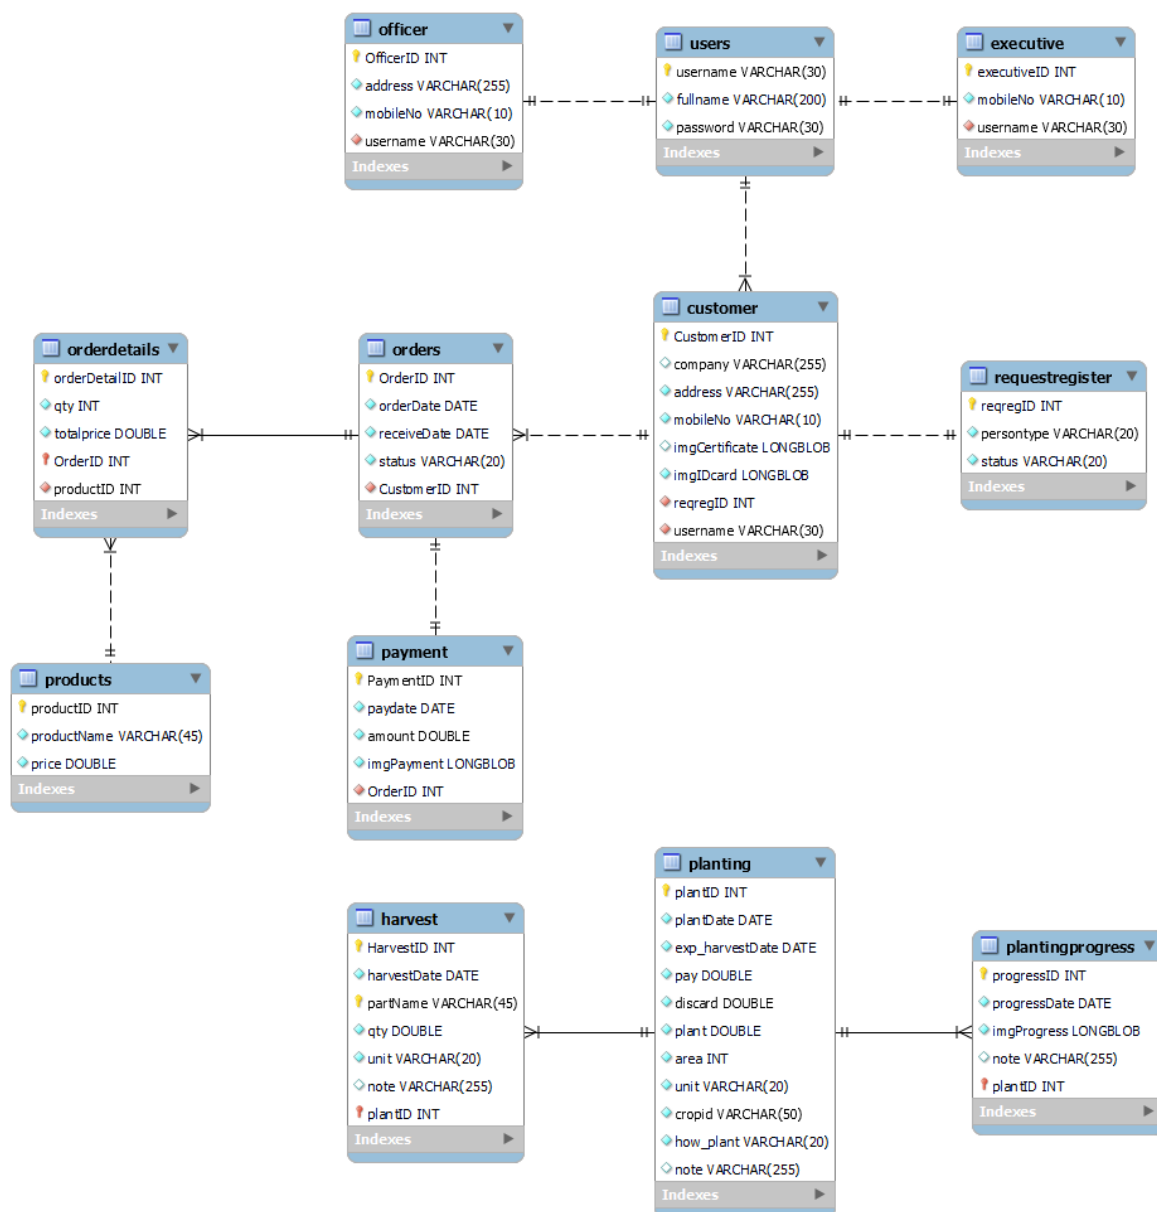 officer
OfficerID INT
address VARCHAR(255)
mobileNo VARCHAR(10)
username VARCHAR(30)
Indexes
users
username VARCHAR(30)
fullname VARCHAR(200)
password VARCHAR(30)
Indexes
executive
executiveID INT
mobileNo VARCHAR(10)
username VARCHAR(30)
Indexes
orderdetails
orderDetailID INT
qty INT
totalprice DOUBLE
OrderID INT
productID INT
Indexes
orders
OrderID INT
orderDate DATE
receiveDate DATE
status VARCHAR(20)
CustomerID INT
Indexes
customer
CustomerID INT
company VARCHAR(255)
address VARCHAR(255)
mobileNo VARCHAR(10)
imgCertificate LONGBLOB
imgIDcard LONGBLOB
reqregID INT
username VARCHAR(30)
Indexes
requestregister
reqregID INT
persontype VARCHAR(20)
status VARCHAR(20)
Indexes
products
productID INT
productName VARCHAR(45)
price DOUBLE
Indexes
payment
PaymentID INT
paydate DATE
amount DOUBLE
imgPayment LONGBLOB
OrderID INT
Indexes
harvest
HarvestID INT
harvestDate DATE
partName VARCHAR(45)
qty DOUBLE
unit VARCHAR(20)
note VARCHAR(255)
plantID INT
Indexes
planting
plantID INT
plantDate DATE
exp_harvestDate DATE
pay DOUBLE
discard DOUBLE
plant DOUBLE
area INT
unit VARCHAR(20)
cropid VARCHAR(50)
how_plant VARCHAR(20)
note VARCHAR(255)
Indexes
plantingprogress
progressID INT
progressDate DATE
imgProgress LONGBLOB
note VARCHAR(255)
plantID INT
Indexes